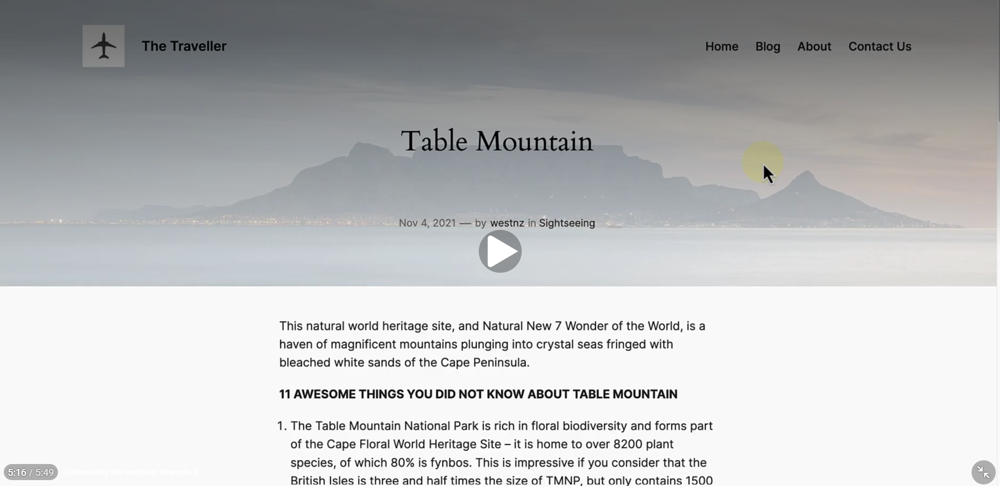 The Traveller
Home Blog About Contact Us
Table Mountain
Nov 4, 2021 — by westnz in Sightseeing
This natural world heritage site, and Natural New 7 Wonder of the World, is a
haven of magnificent mountains plunging into crystal seas fringed with
bleached white sands of the Cape Peninsula.
11 AWESOME THINGS YOU DID NOT KNOW ABOUT TABLE MOUNTAIN
1. The Table Mountain National Park is rich in floral biodiversity and forms part
of the Cape Floral World Heritage Site – it is home to over 8200 plant
species, of which 80% is fynbos. This is impressive if you consider that the
British Isles is three and half times the size of TMNP, but only contains 1500
5:16 / 5:49 Customizing the template: Example 2